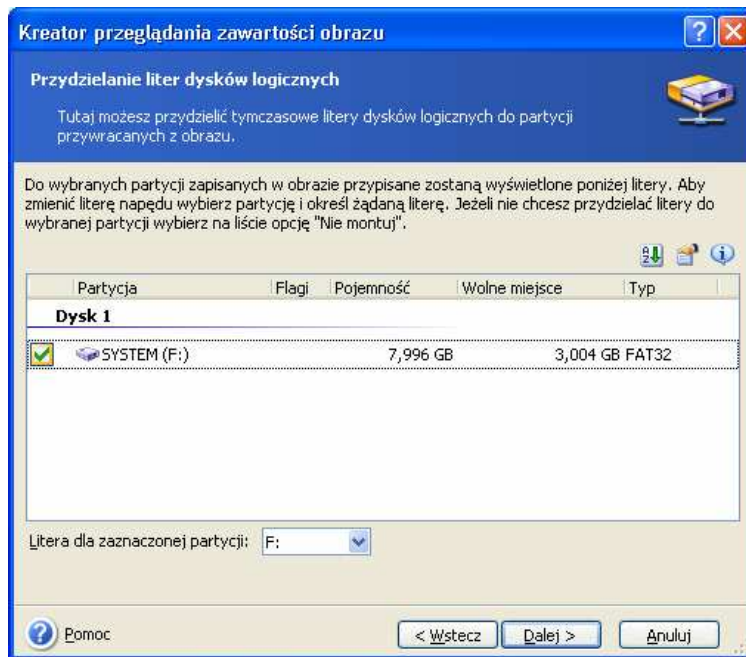 Kreator przeglądania zawartości obrazu
Przydzielanie liter dysków logicznych
Tutaj możesz przydzielić tymczasowe litery dysków logicznych do partycji
przywracanych z obrazu.
Do wybranych partycji zapisanych w obrazie przypisane zostaną wyświetlone poniżej litery. Aby
zmienić literę napędu wybierz partycję i określ żądaną literę. Jeżeli nie chcesz przydzielać litery do
wybranej partycji wybierz na liście opcję "Nie montuj".
Partycja Flagi Pojemność Wolne miejsce Typ
Dysk 1
SYSTEM (F:) 7,996 GB 3,004 GB FAT32
Litera dla zaznaczonej partycji: F:
Pomoc < Wstecz Dalej > Anuluj